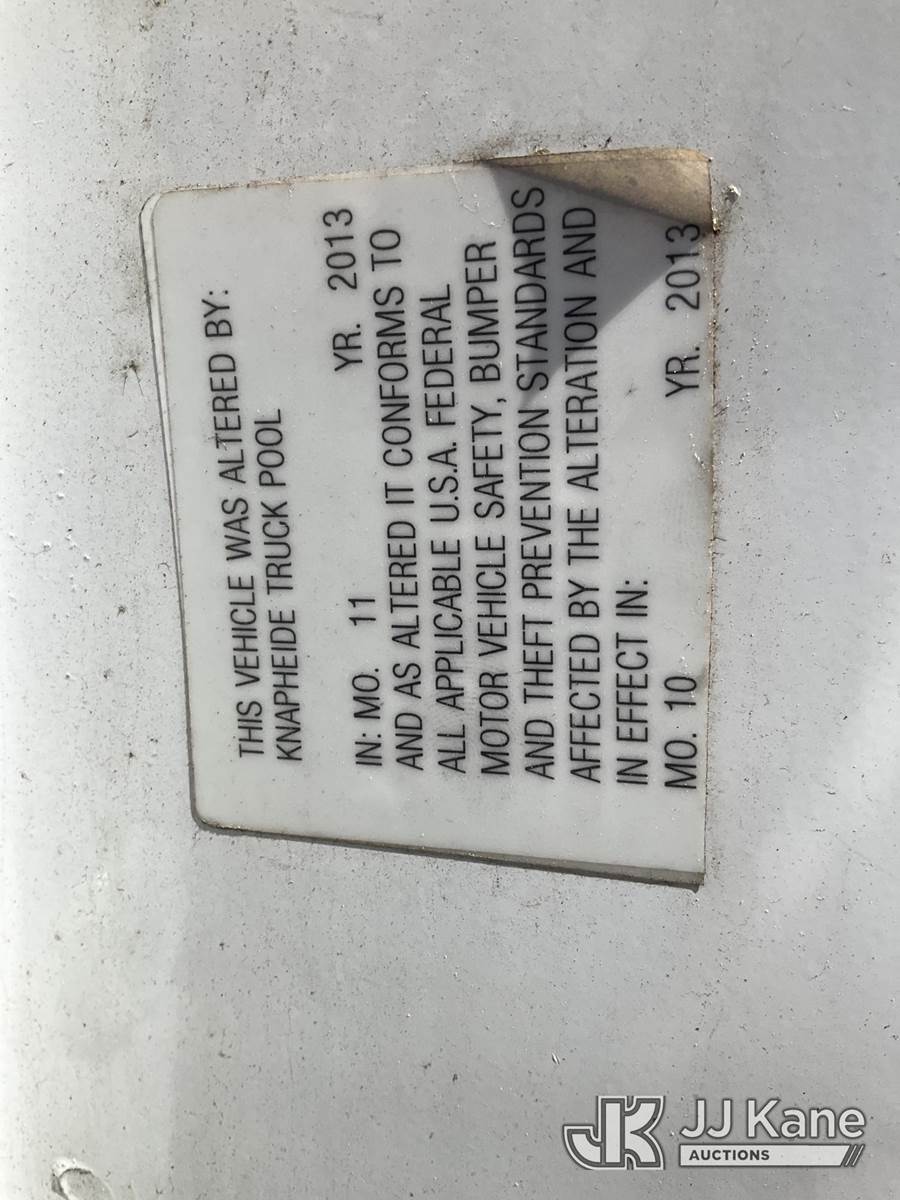 THIS VEHICLE WAS ALTERED BY:
KNAPHEIDE TRUCK POOL
IN: MO. 11 YR. 2013
AND AS ALTERED IT CONFORMS TO
ALL APPLICABLE U.S.A. FEDERAL
MOTOR VEHICLE SAFETY, BUMPER
AND THEFT PREVENTION STANDARDS
AFFECTED BY THE ALTERATION AND
IN EFFECT IN:
MO. 10 YR. 2013
JK JJ Kane
AUCTIONS